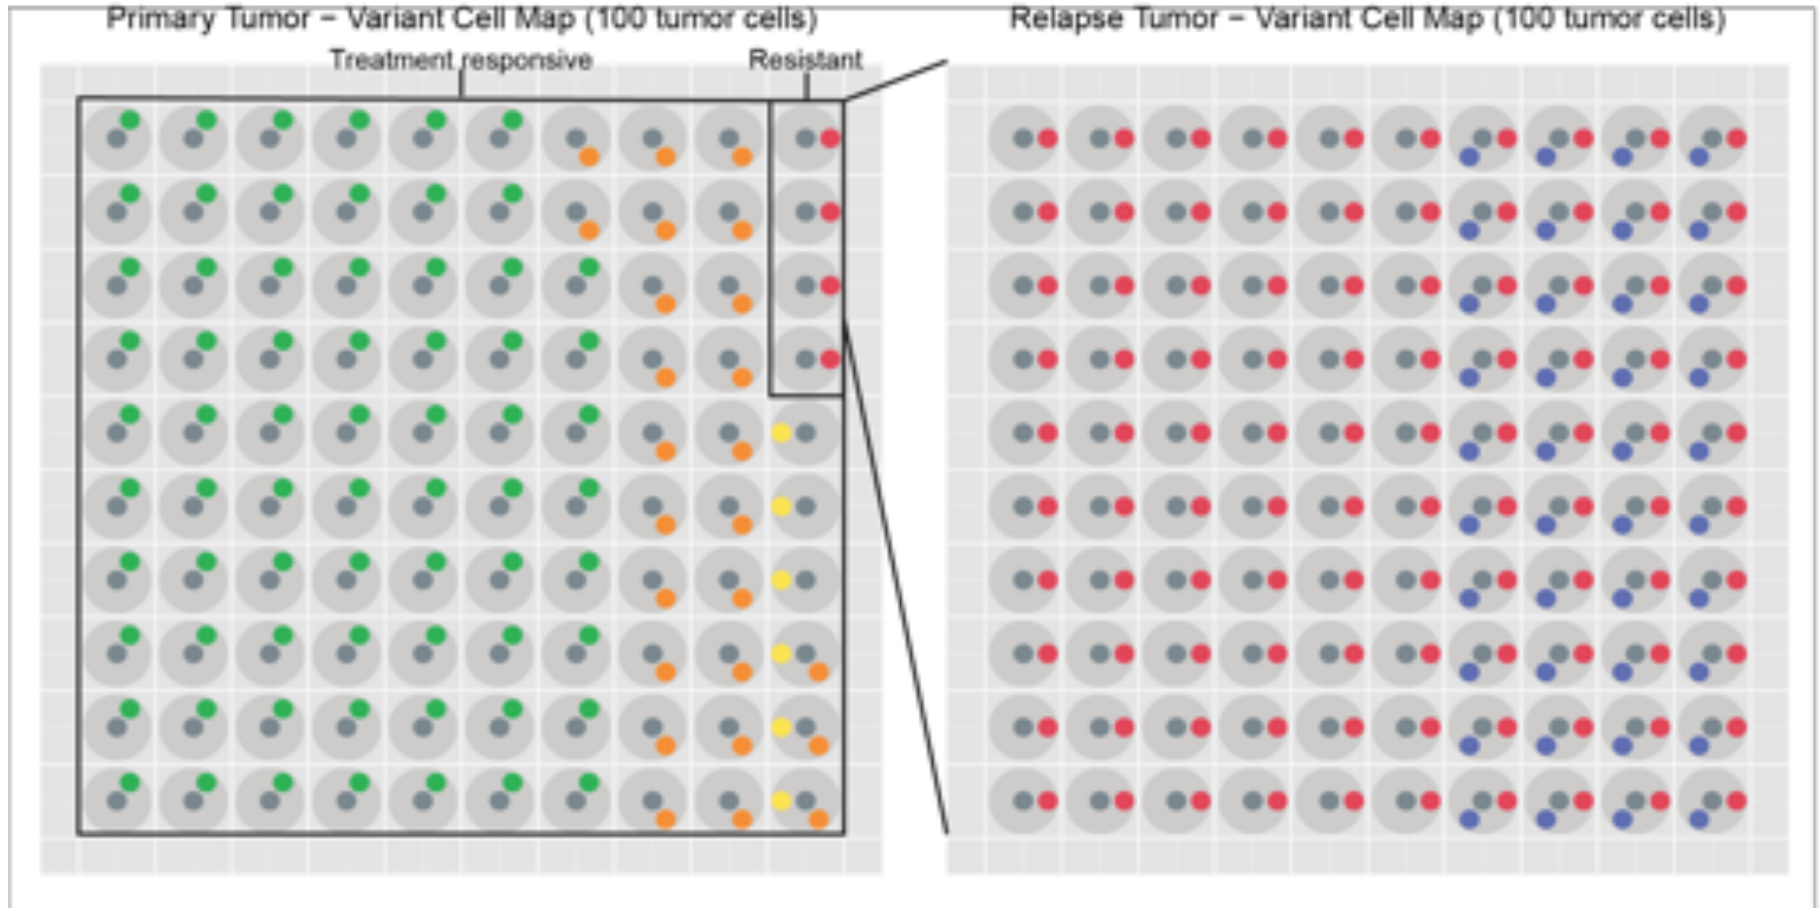 Primary Tumor − Variant Cell Map (100 tumor cells)
Relapse Tumor − Variant Cell Map (100 tumor cells)
Treatment responsive
Resistant